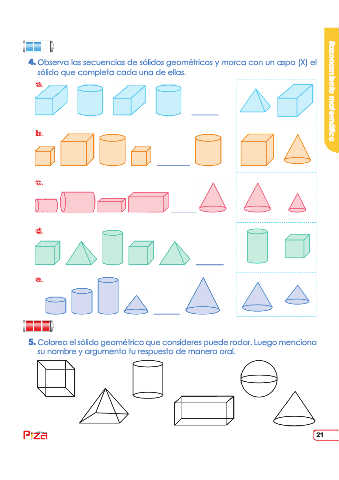 Razonamiento matemático
4. Observa las secuencias de sólidos geométricos y marca con un aspa (X) el
sólido que completa cada una de ellas.
a.
b.
c.
d.
e.
5. Colorea el sólido geométrico que consideres puede rodar. Luego menciona
su nombre y argumenta tu respuesta de manera oral.
21